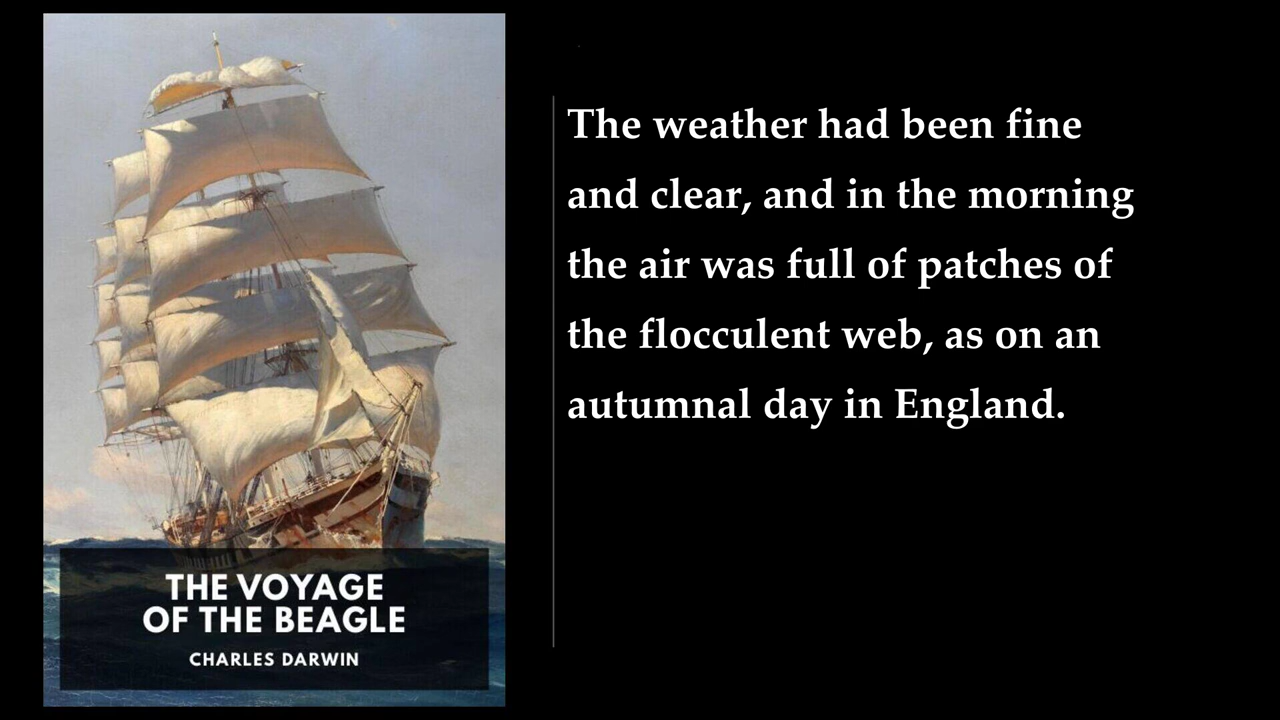 THE VOYAGE
OF THE BEAGLE
CHARLES DARWIN
The weather had been fine
and clear, and in the morning
the air was full of patches of
the flocculent web, as on an
autumnal day in England.